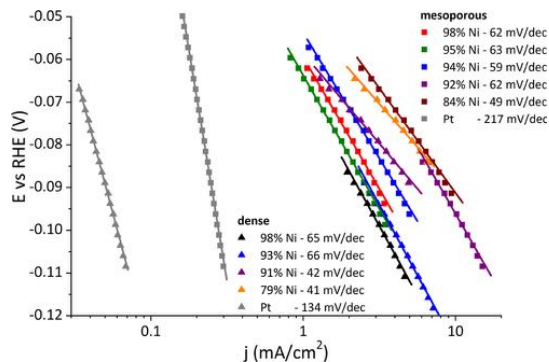 mesoporous
98% Ni - 62 mV/dec
95% Ni - 63 mV/dec
94% Ni - 59 mV/dec
92% Ni - 62 mV/dec
84% Ni - 49 mV/dec
Pt - 217 mV/dec
-0.05
-0.06
-0.07
-0.08
-0.09
-0.10
-0.11
-0.12
E vs RHE (V)
dense
98% Ni - 65 mV/dec
93% Ni - 66 mV/dec
91% Ni - 42 mV/dec
79% Ni - 41 mV/dec
Pt - 134 mV/dec
0.1
1
10
j (mA/cm²)